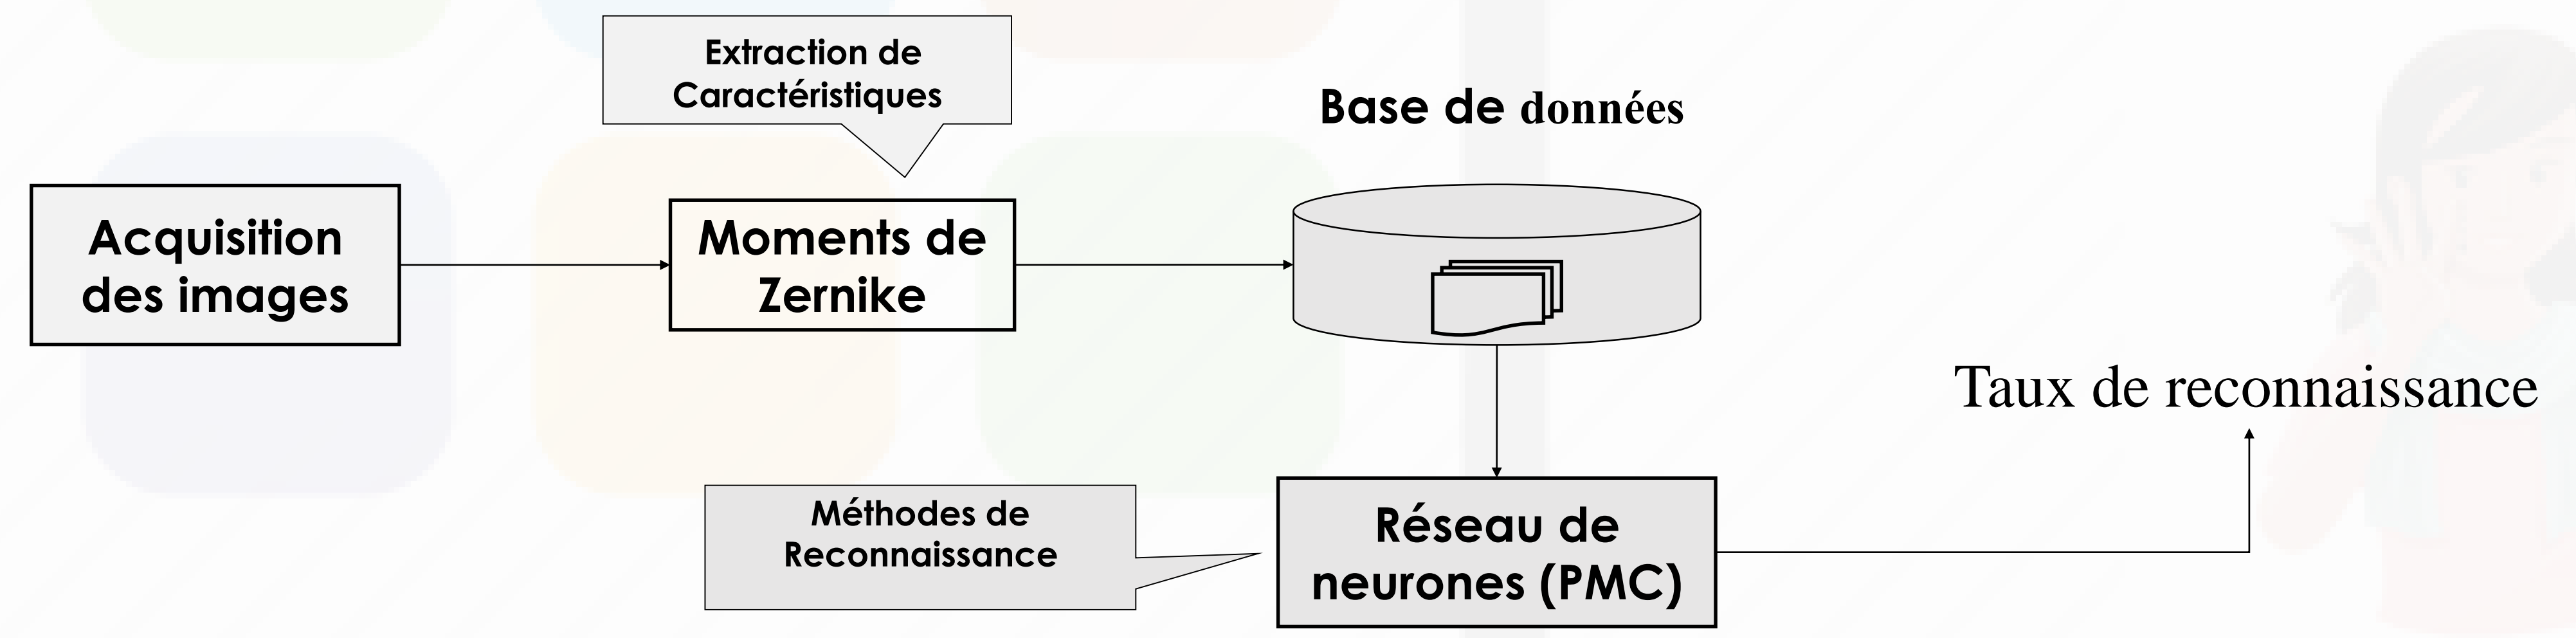 Extraction de
Caractéristiques
Base de données
Acquisition
des images
Moments de
Zernike
Taux de reconnaissance
Méthodes de
Reconnaissance
Réseau de
neurones (PMC)